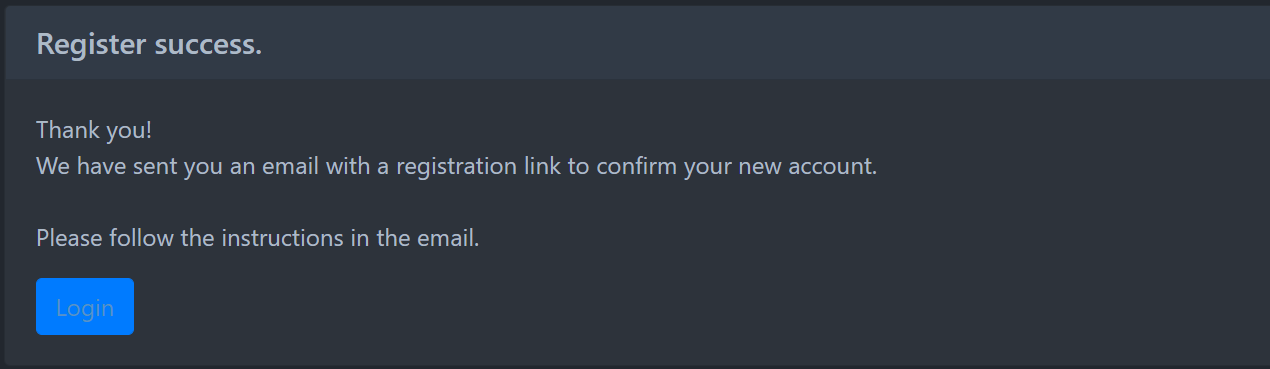 Register success.
Thank you!
We have sent you an email with a registration link to confirm your new account.
Please follow the instructions in the email.
Login